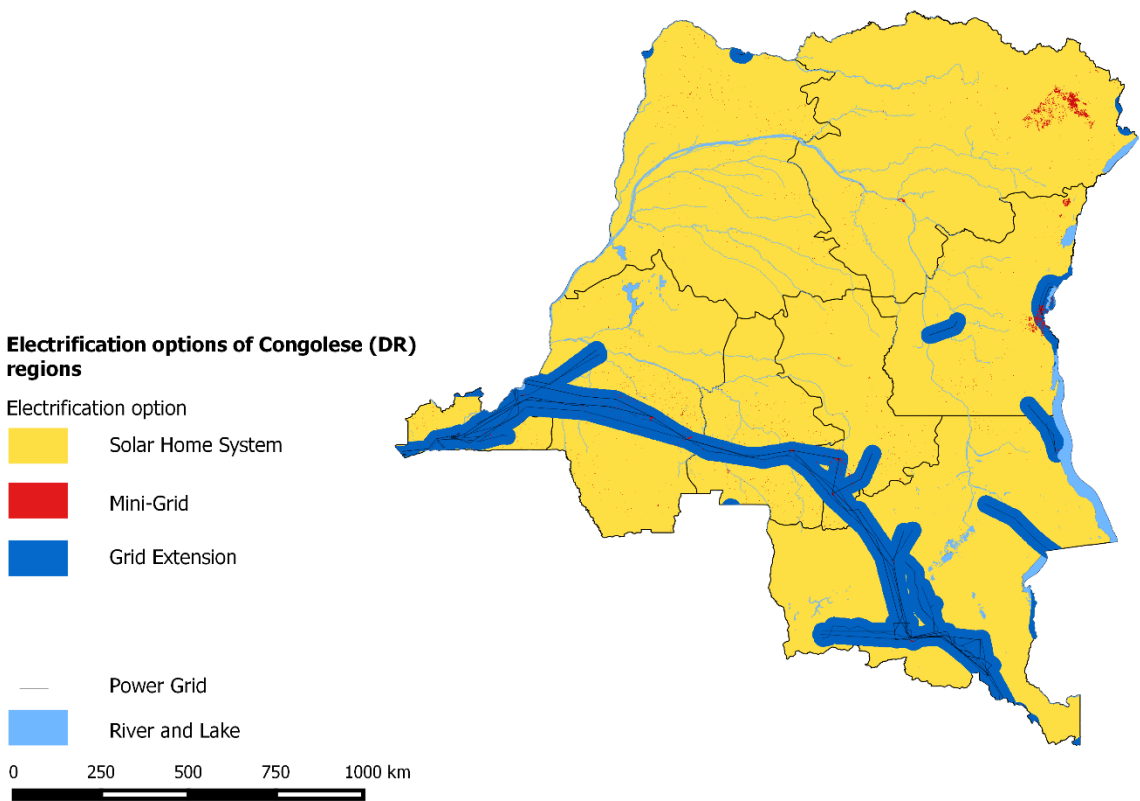 Electrification options of Congolese (DR)
regions
Electrification option
Solar Home System
Mini-Grid
Grid Extension
Power Grid
River and Lake
0 250 500 750 1000 km